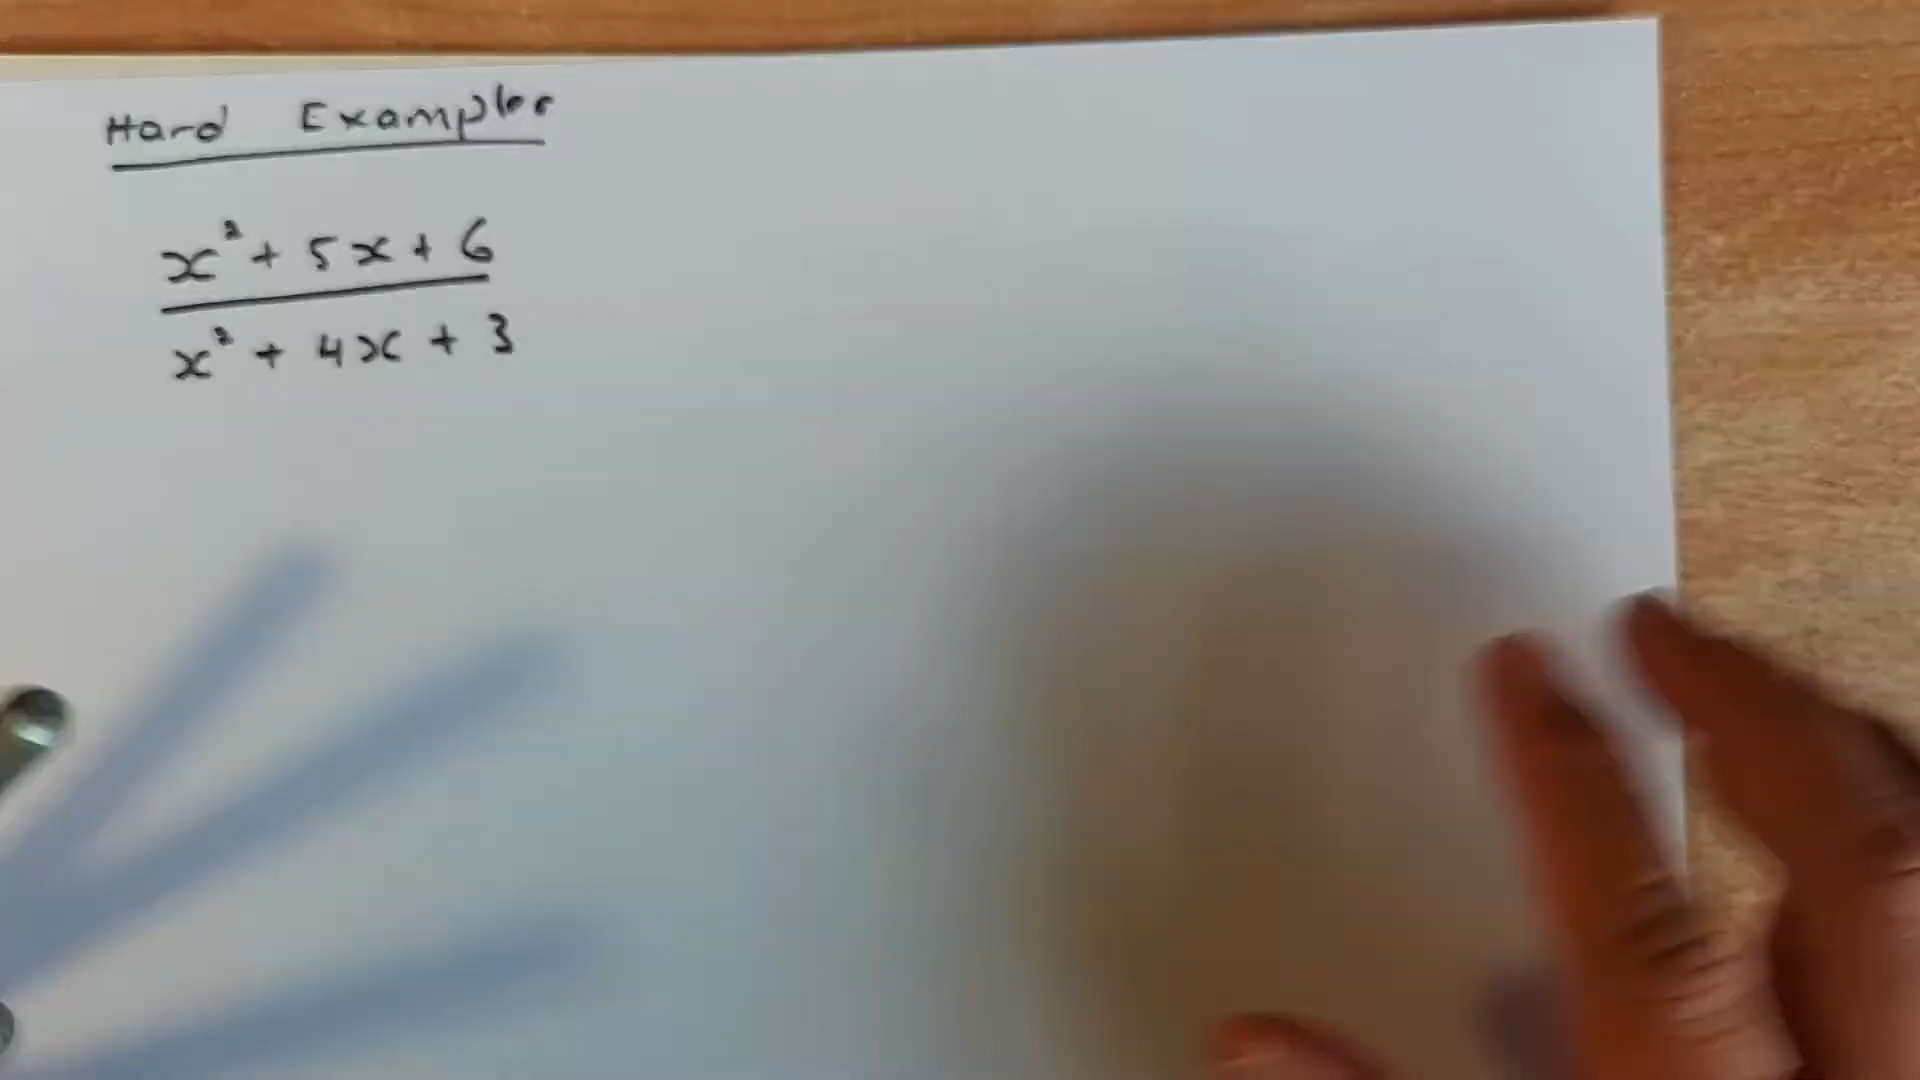 Hard Examples
x² + 5x + 6
x² + 4x + 3